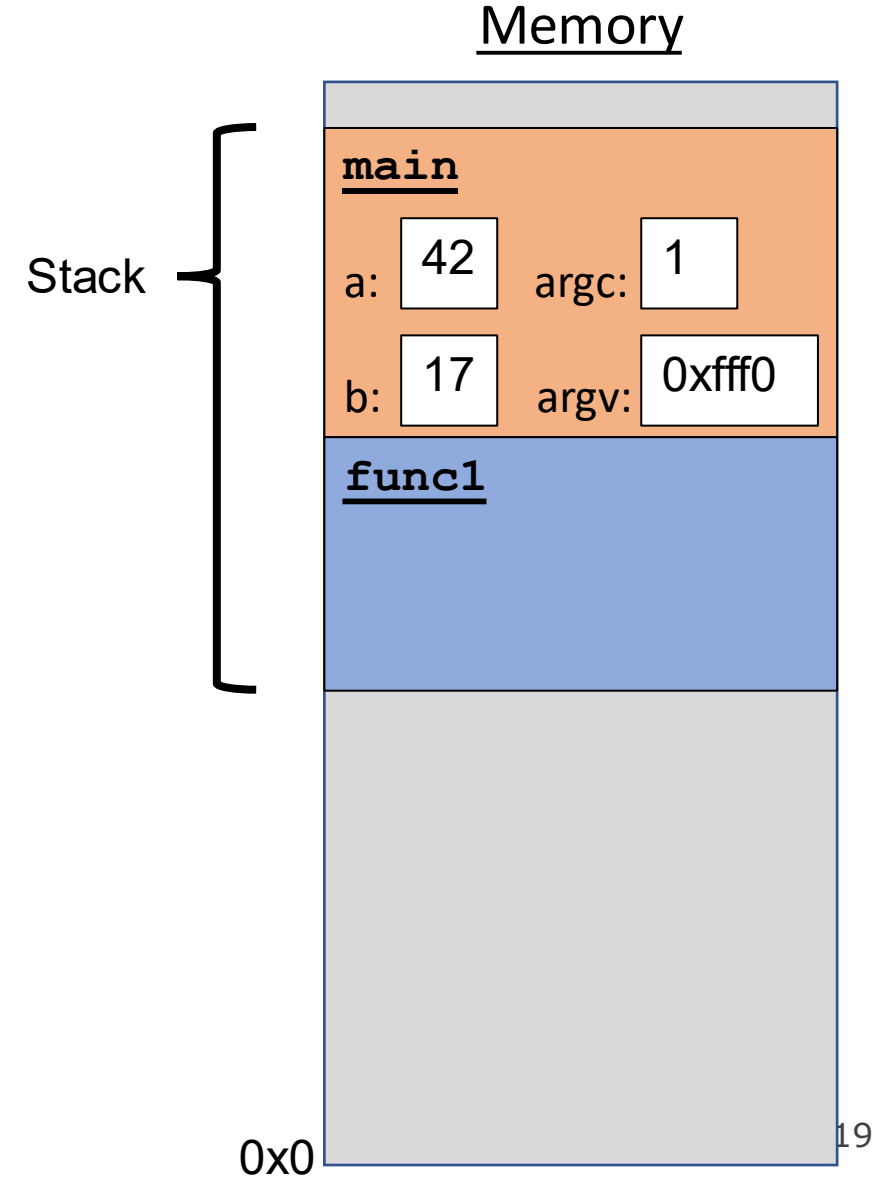 Memory
main
Stack
a: 42 argc: 1
b: 17 argv: 0xfff0
func1
19
0x0